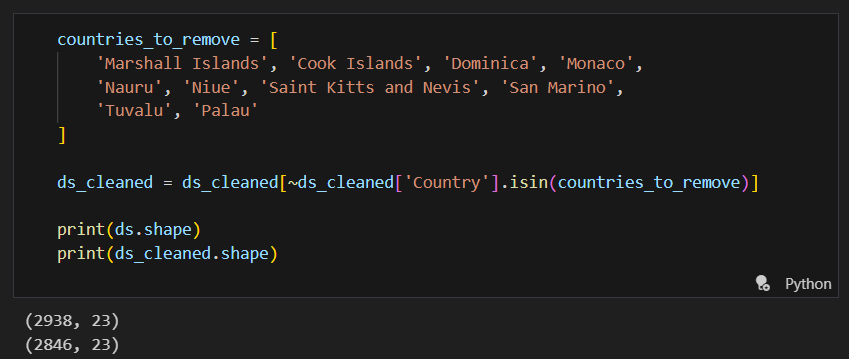 countries_to_remove = [
    'Marshall Islands', 'Cook Islands', 'Dominica', 'Monaco',
    'Nauru', 'Niue', 'Saint Kitts and Nevis', 'San Marino',
    'Tuvalu', 'Palau'
]
ds_cleaned = ds_cleaned[~ds_cleaned['Country'].isin(countries_to_remove)]
print(ds.shape)
print(ds_cleaned.shape)
Python
(2938, 23)
(2846, 23)